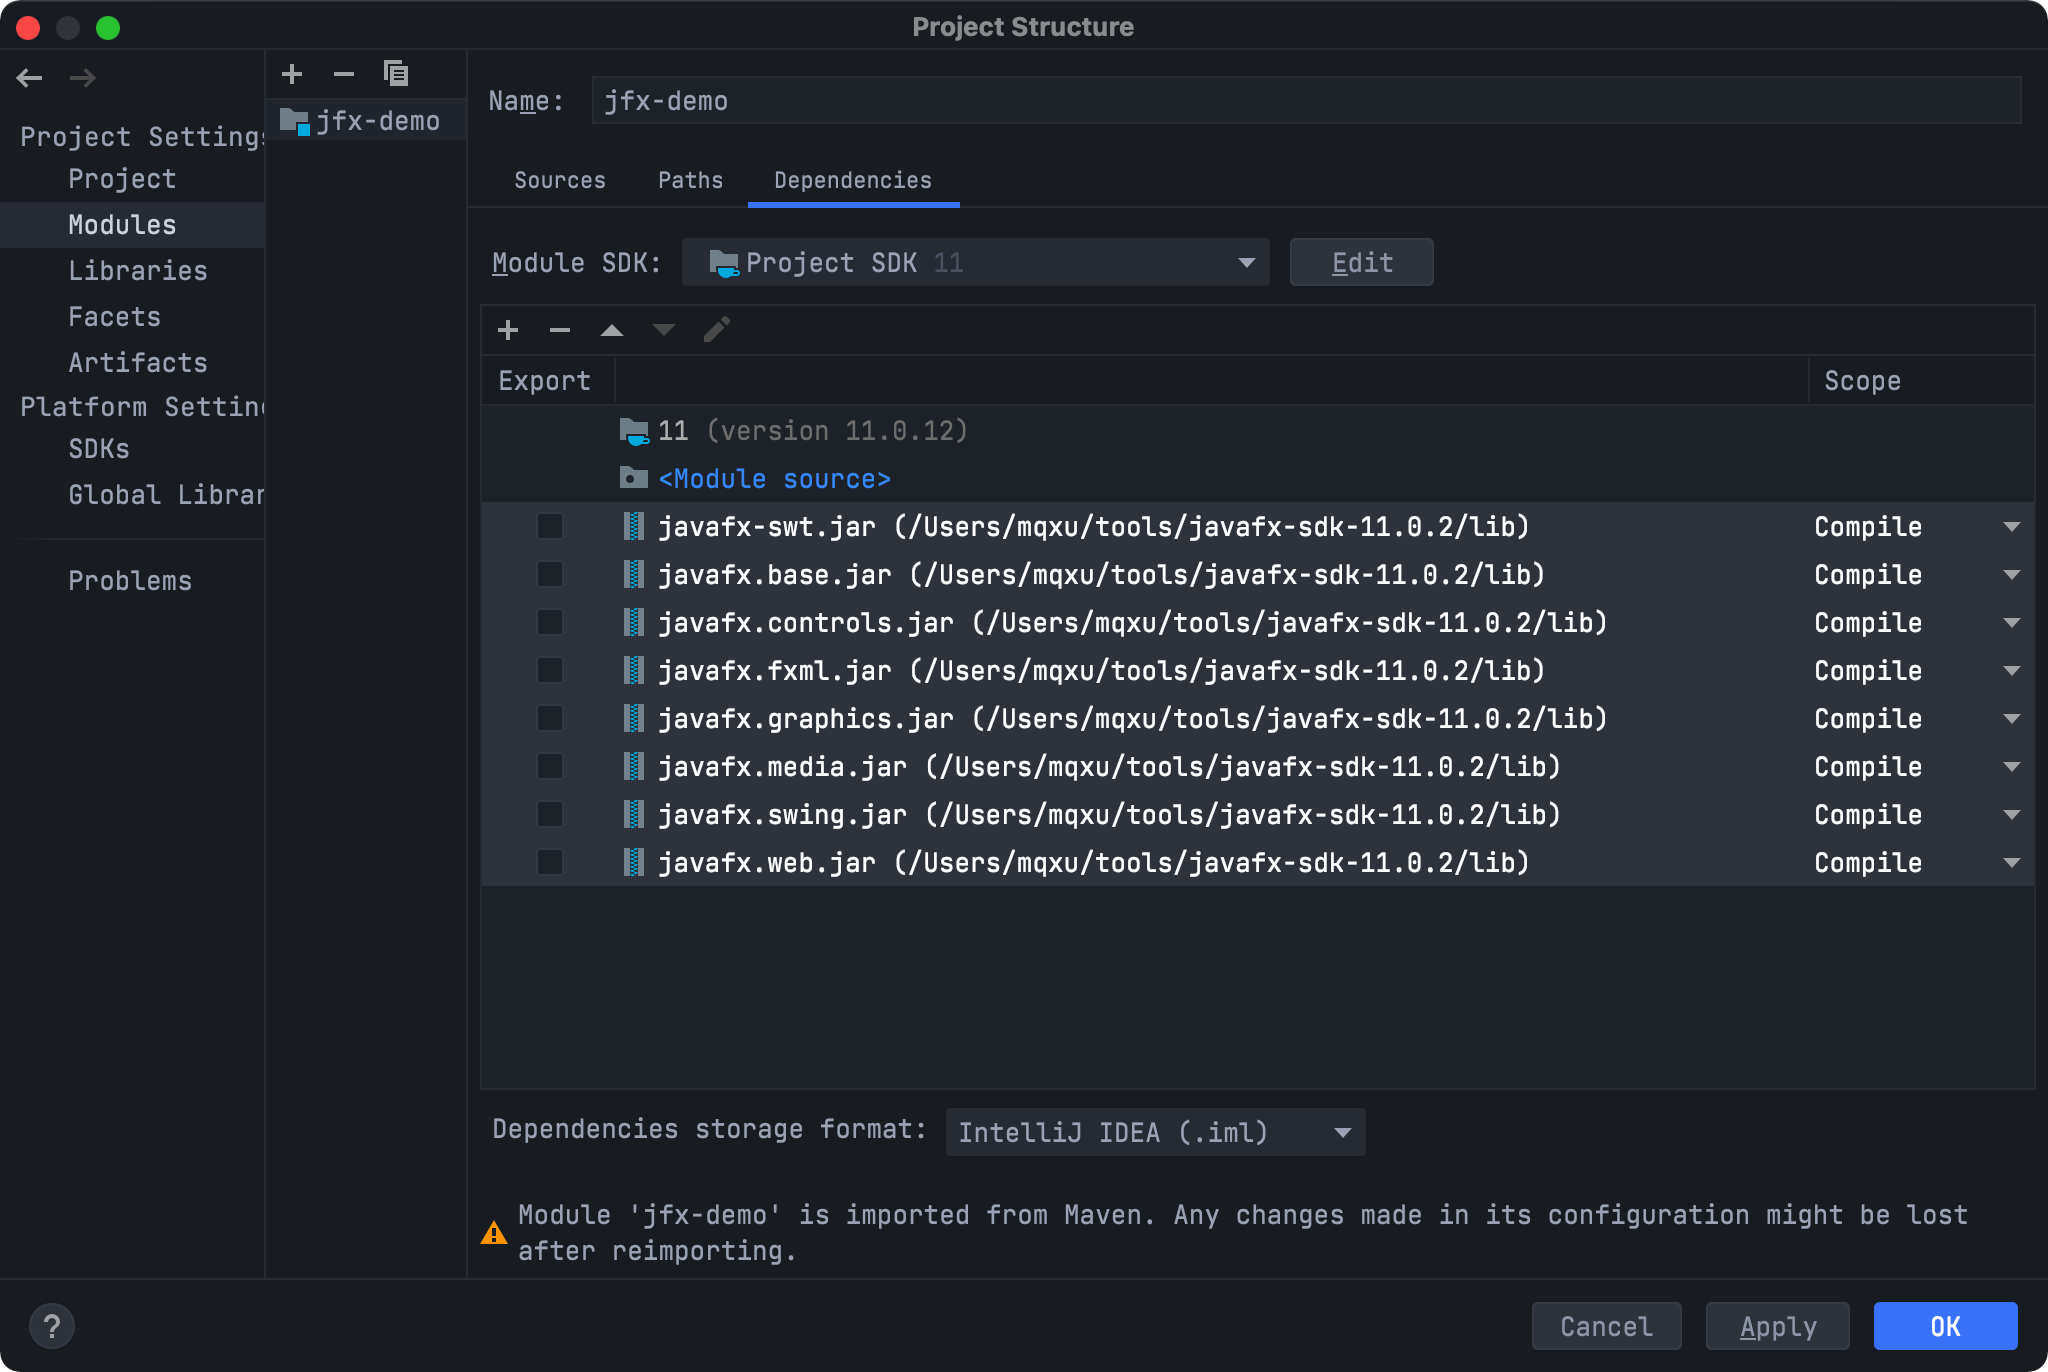 Project Structure
Project Settings
Project
Modules
Libraries
Facets
Artifacts
Platform Settin
SDKs
Global Librar
Problems
jfx-demo
Name: jfx-demo
Sources Paths Dependencies
Module SDK: Project SDK 11 Edit
Export Scope
11 (version 11.0.12)
<Module source>
javafx-swt.jar (/Users/mqxu/tools/javafx-sdk-11.0.2/lib) Compile
javafx.base.jar (/Users/mqxu/tools/javafx-sdk-11.0.2/lib) Compile
javafx.controls.jar (/Users/mqxu/tools/javafx-sdk-11.0.2/lib) Compile
javafx.fxml.jar (/Users/mqxu/tools/javafx-sdk-11.0.2/lib) Compile
javafx.graphics.jar (/Users/mqxu/tools/javafx-sdk-11.0.2/lib) Compile
javafx.media.jar (/Users/mqxu/tools/javafx-sdk-11.0.2/lib) Compile
javafx.swing.jar (/Users/mqxu/tools/javafx-sdk-11.0.2/lib) Compile
javafx.web.jar (/Users/mqxu/tools/javafx-sdk-11.0.2/lib) Compile
Dependencies storage format: IntelliJ IDEA (.iml)
Module 'jfx-demo' is imported from Maven. Any changes made in its configuration might be lost
after reimporting.
? Cancel Apply OK